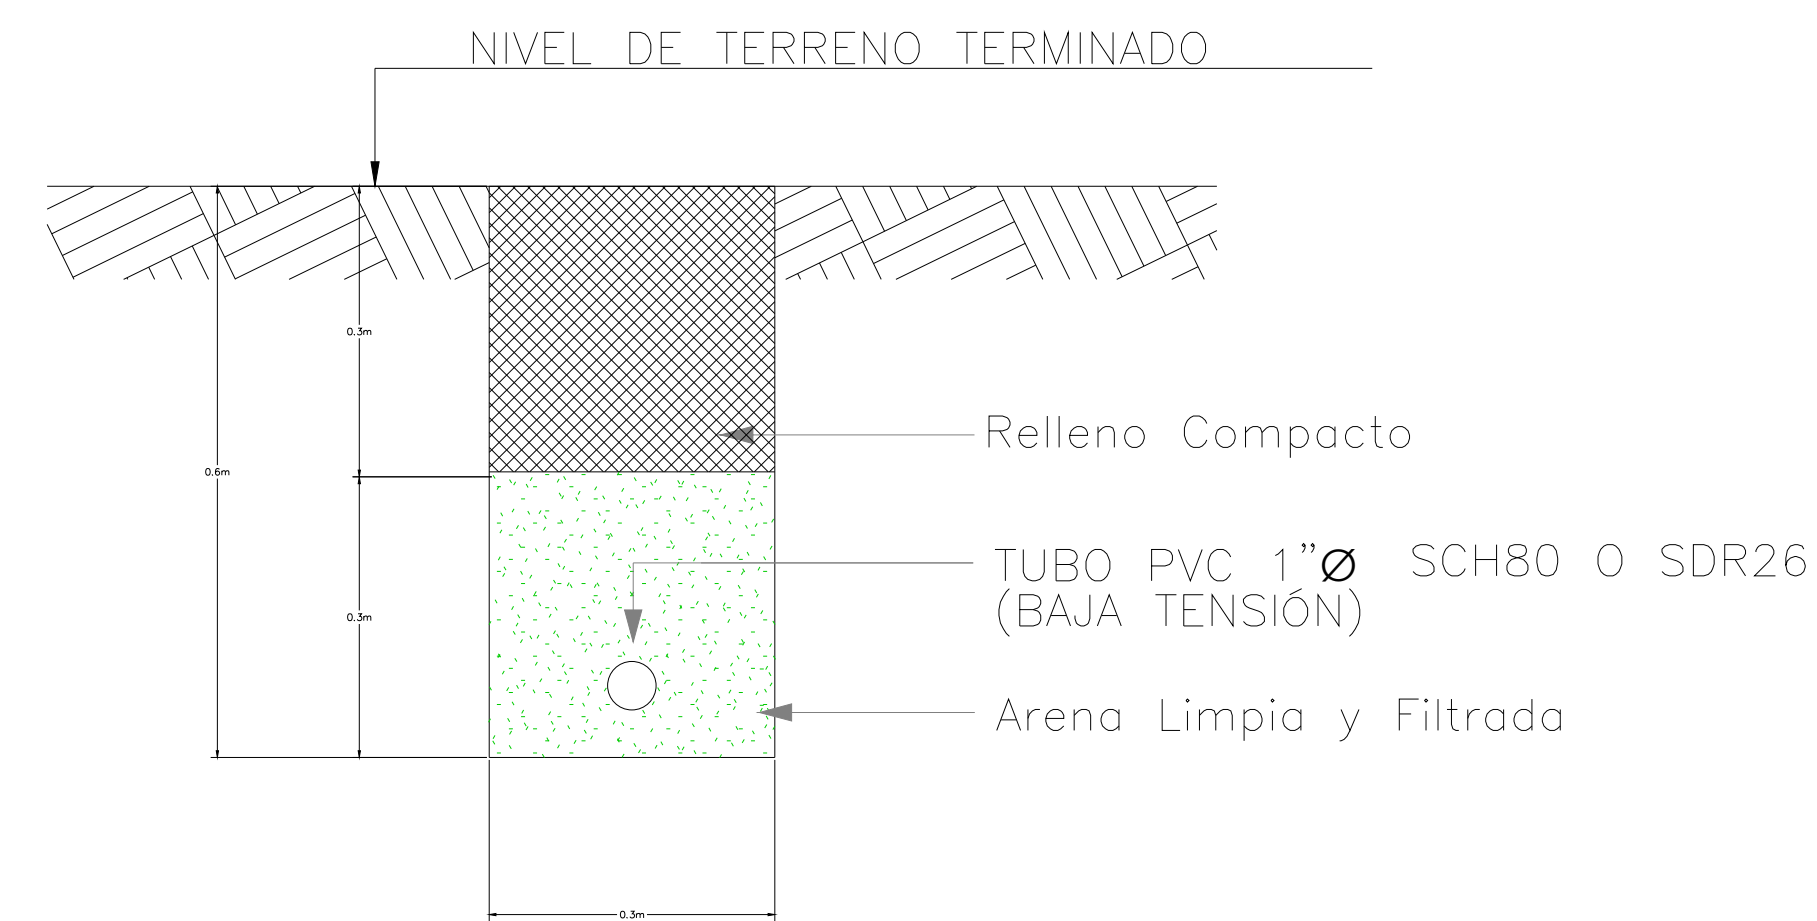 NIVEL DE TERRENO TERMINADO
0.3m
Relleno Compacto
0.6m
TUBO PVC 1”Ø SCH80 O SDR26
(BAJA TENSIÓN)
0.3m
Arena Limpia y Filtrada
0.3m